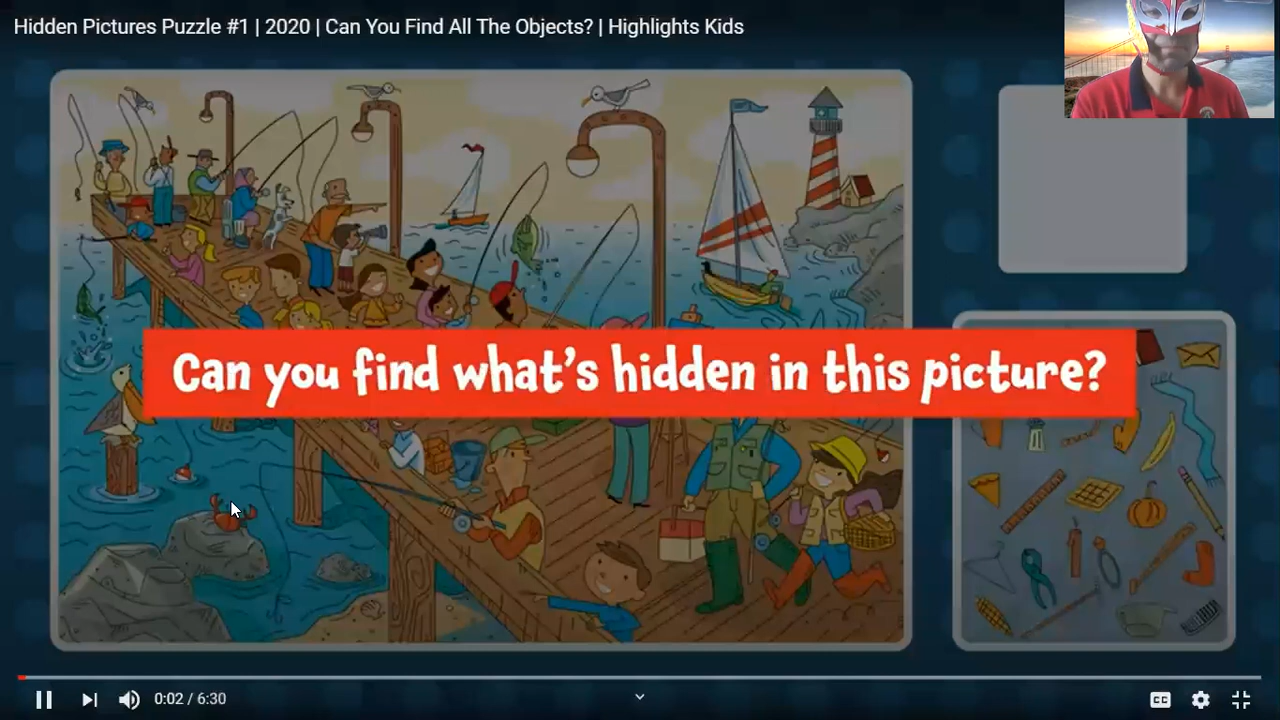 Hidden Pictures Puzzle #1 | 2020 | Can You Find All The Objects? | Highlights Kids
Can you find what's hidden in this picture?
0:02 / 6:30
CC